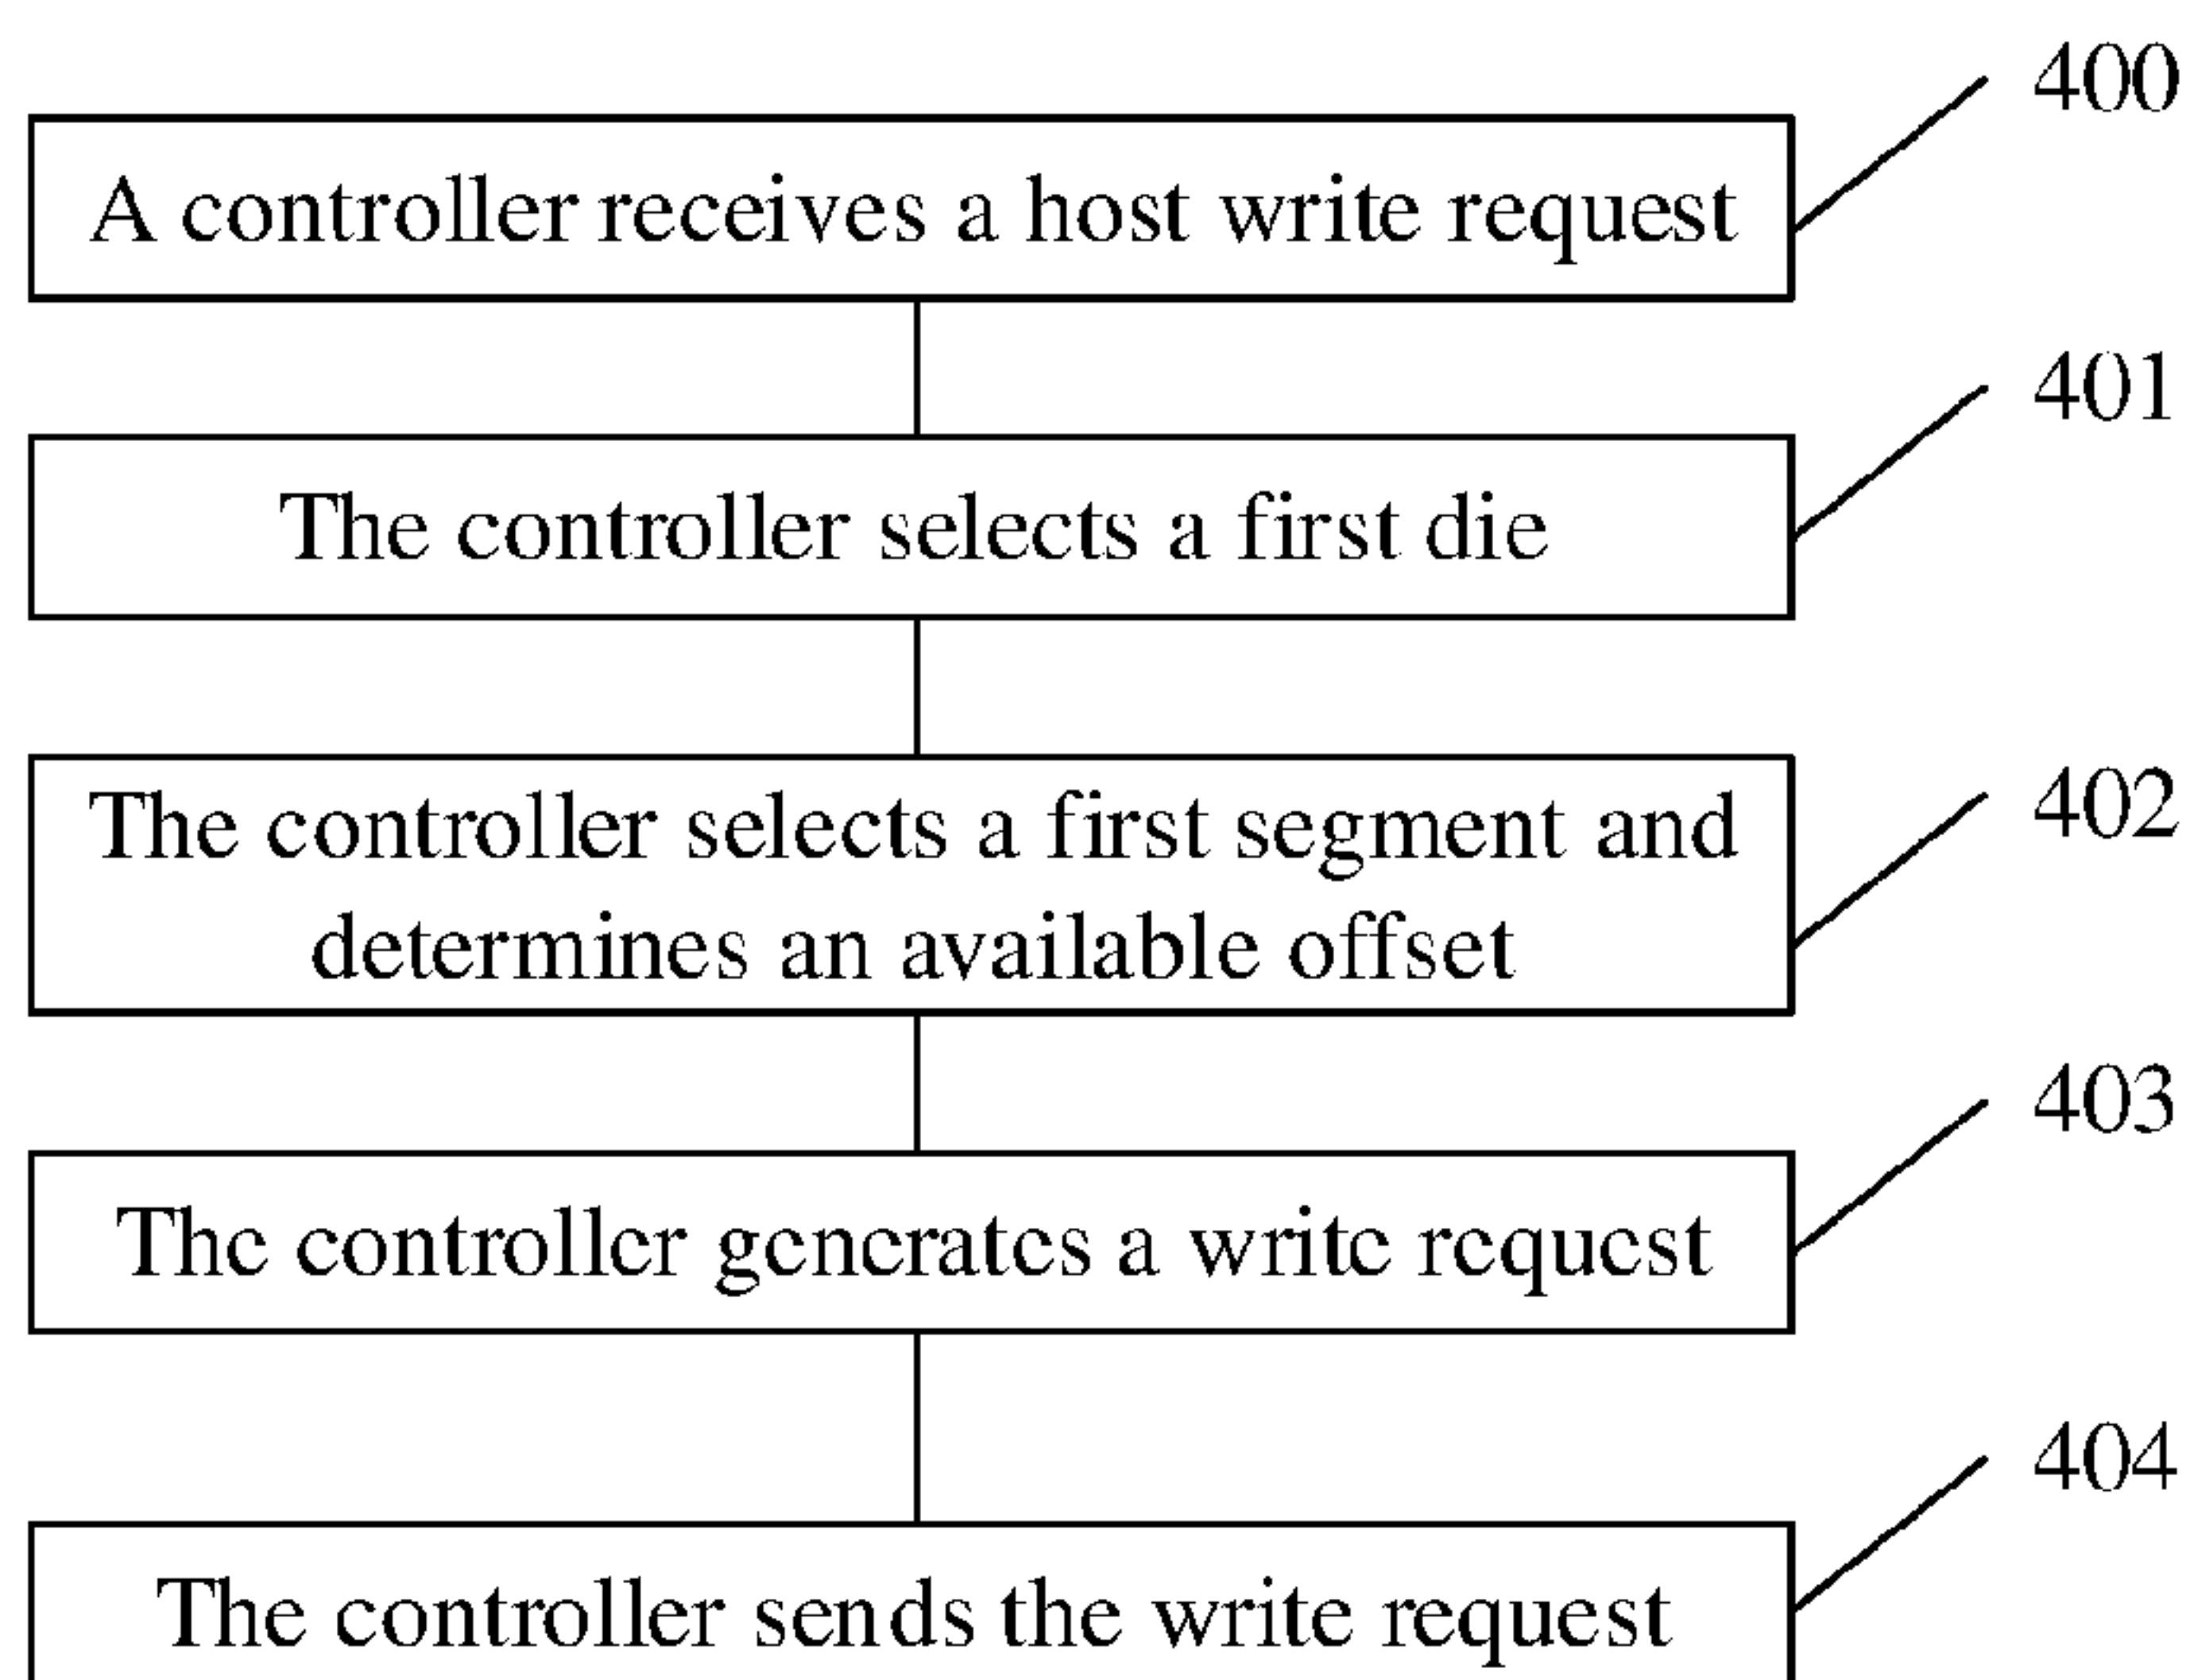 400
A controller receives a host write request
401
The controller selects a first die
402
The controller selects a first segment and
determines an available offset
403
The controller generates a write request
404
The controller sends the write request